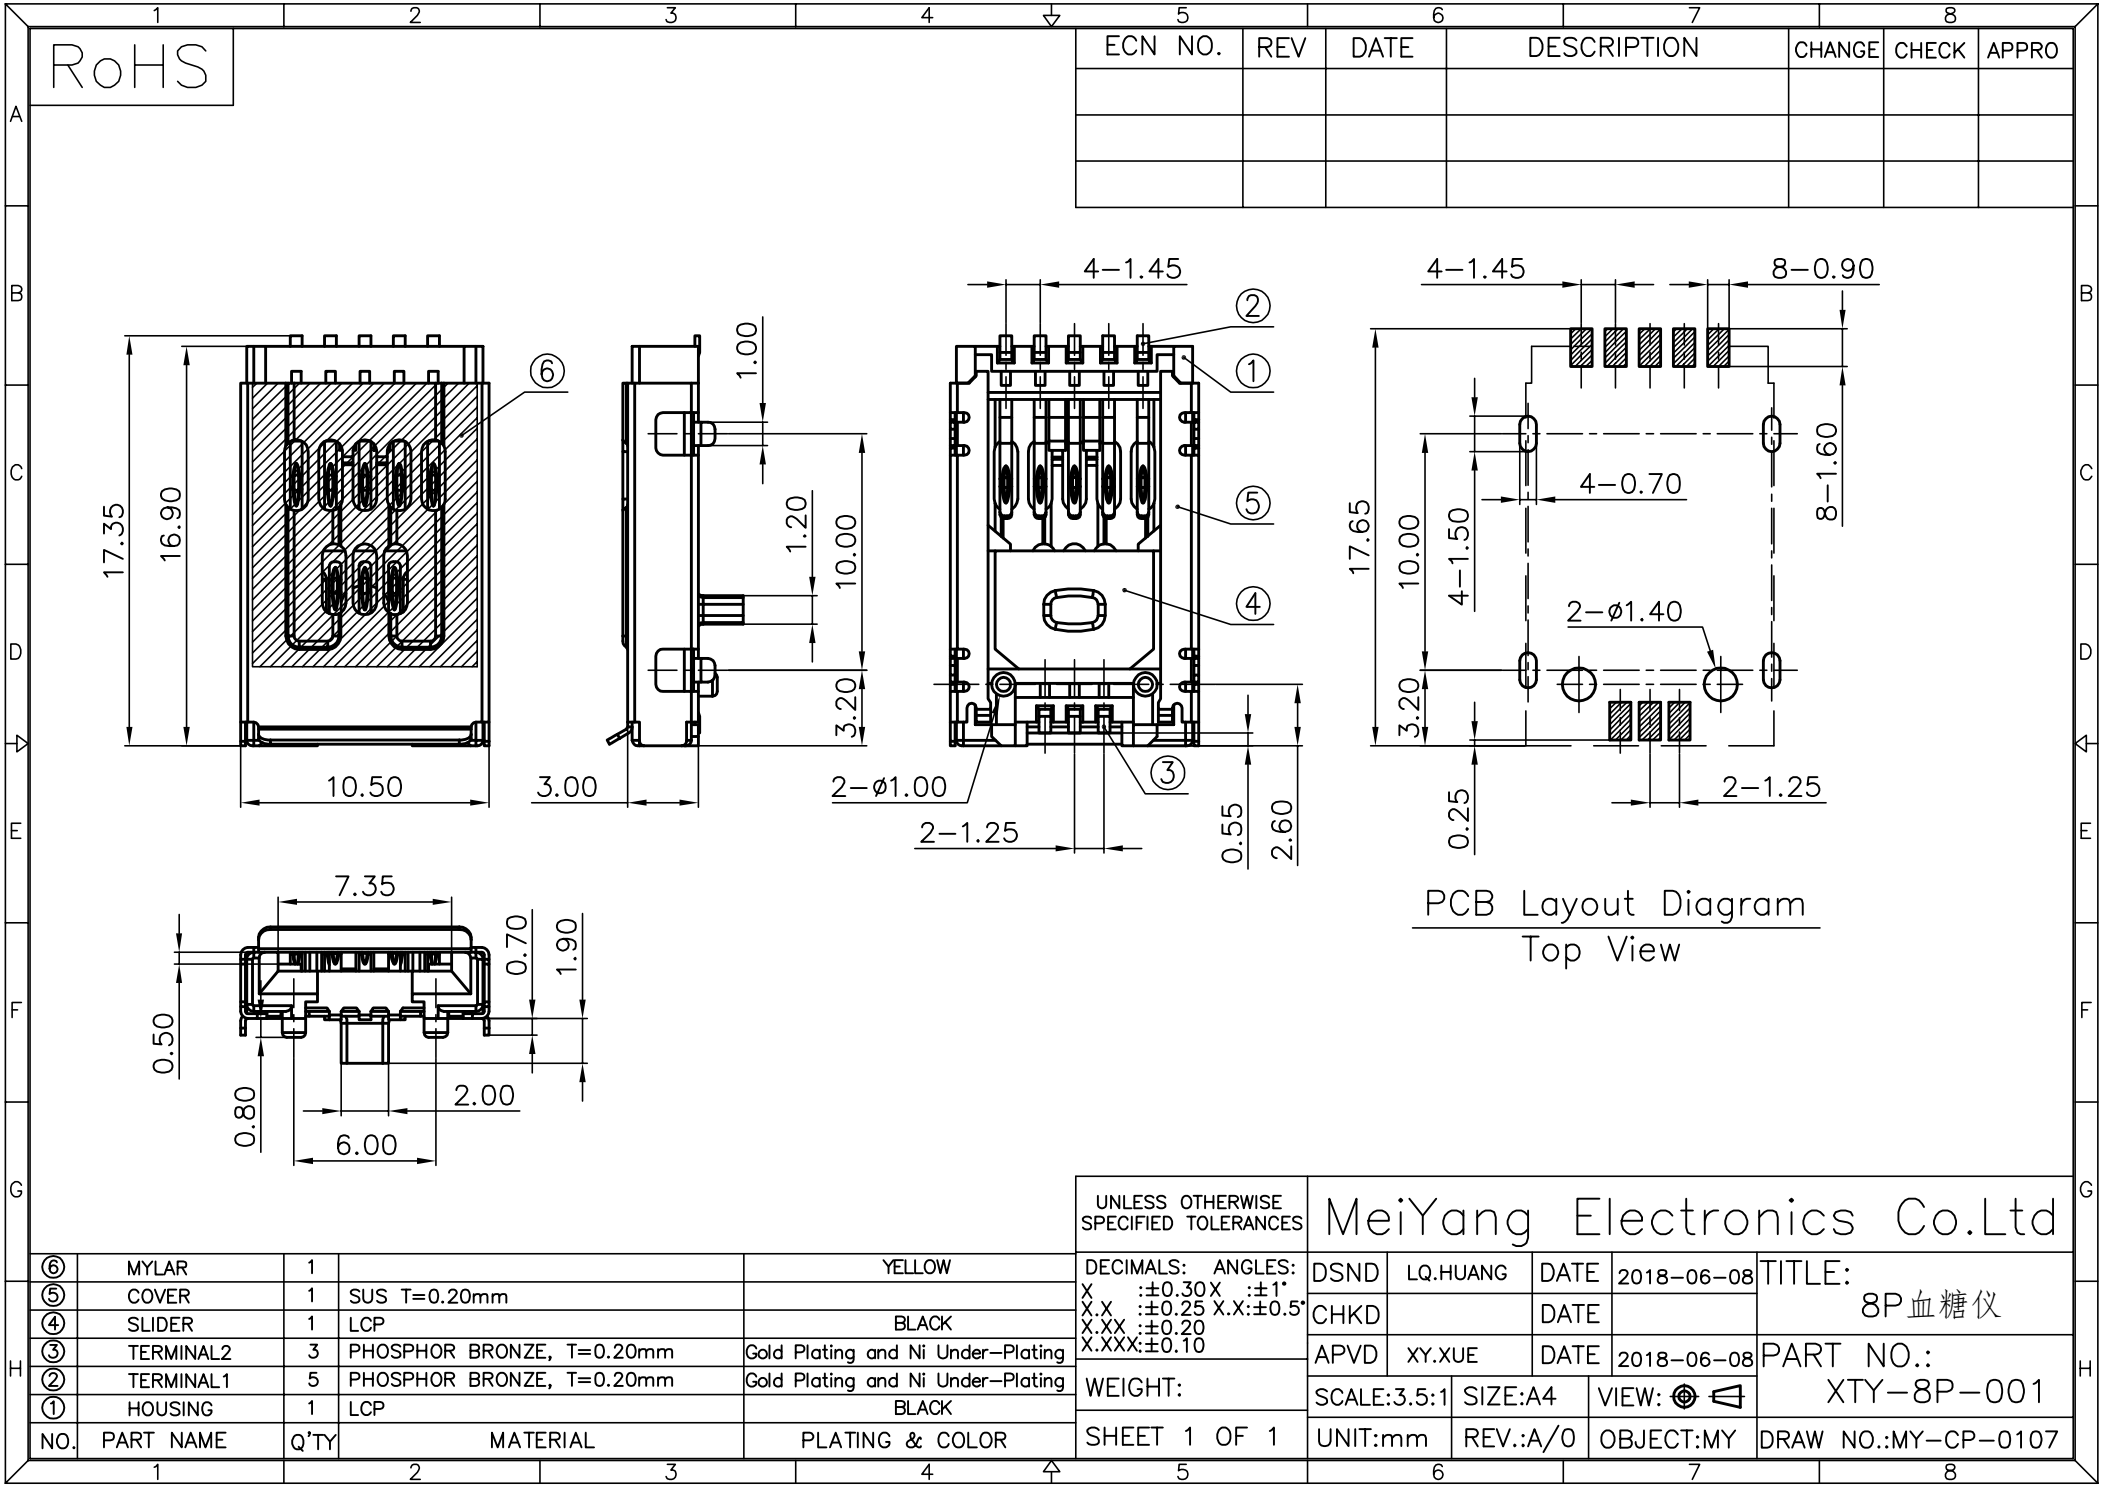 1 2 3 4 5 6 7 8
RoHS
ECN NO. REV DATE DESCRIPTION CHANGE CHECK APPRO
A
B B
C C
D D
E E
F F
G G
H H
17.35
16.90
10.50
⑥
3.00
1.00
1.20
10.00
3.20
4-1.45
②
①
⑤
④
③
2-ø1.00
2-1.25
0.55
2.60
4-1.45
8-0.90
17.65
10.00
3.20
4-1.50
4-0.70
8-1.60
2-ø1.40
0.25
2-1.25
PCB Layout Diagram
Top View
7.35
0.50
0.80
0.70
1.90
2.00
6.00
⑥ MYLAR 1 YELLOW
⑤ COVER 1 SUS T=0.20mm
④ SLIDER 1 LCP BLACK
③ TERMINAL2 3 PHOSPHOR BRONZE, T=0.20mm Gold Plating and Ni Under-Plating
② TERMINAL1 5 PHOSPHOR BRONZE, T=0.20mm Gold Plating and Ni Under-Plating
① HOUSING 1 LCP BLACK
NO. PART NAME Q'TY MATERIAL PLATING & COLOR
UNLESS OTHERWISE
SPECIFIED TOLERANCES
DECIMALS: ANGLES:
X :±0.30 X :±1°
X.X :±0.25 X.X:±0.5°
X.XX :±0.20
X.XXX:±0.10
WEIGHT:
SHEET 1 OF 1
MeiYang Electronics Co.Ltd
DSND LQ.HUANG DATE 2018-06-08
CHKD DATE
APVD XY.XUE DATE 2018-06-08
SCALE:3.5:1 SIZE:A4 VIEW:
UNIT:mm REV.:A/0 OBJECT:MY
TITLE:
8P血糖仪
PART NO.:
XTY-8P-001
DRAW NO.:MY-CP-0107
1 2 3 4 5 6 7 8